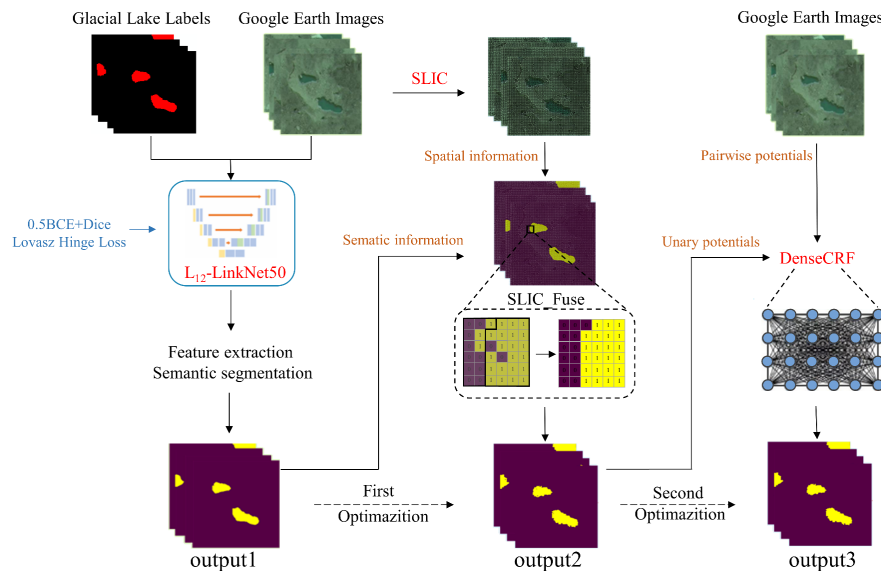 Glacial Lake Labels
Google Earth Images
Google Earth Images
SLIC
Spatial information
Pairwise potentials
0.5BCE+Dice
Lovasz Hinge Loss
L12-LinkNet50
Sematic information
Unary potentials
DenseCRF
SLIC_Fuse
Feature extraction
Semantic segmentation
First
Optimazition
Second
Optimazition
output1
output2
output3